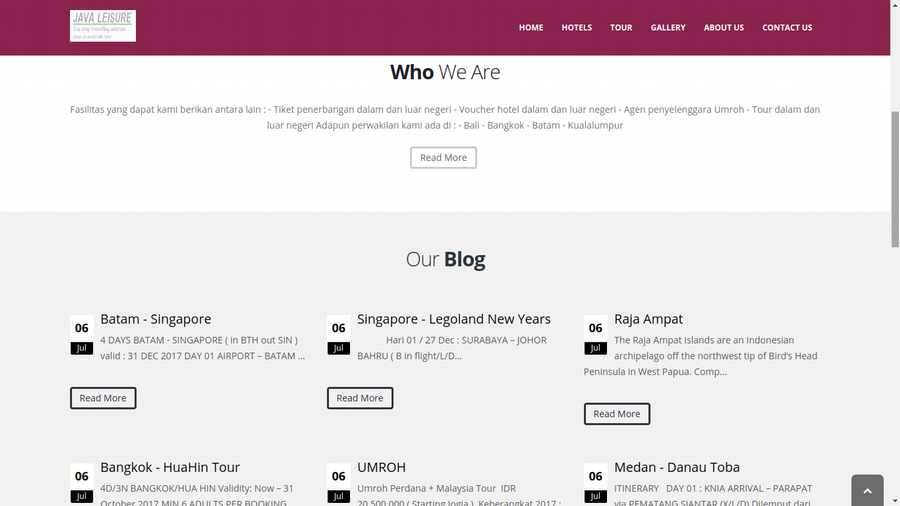 JAVA LEISURE
One stop travelling solution
HOME HOTELS TOUR GALLERY ABOUT US CONTACT US
Who We Are
Fasilitas yang dapat kami berikan antara lain : - Tiket penerbangan dalam dan luar negeri - Voucher hotel dalam dan luar negeri - Agen penyelenggara Umroh - Tour dalam dan
luar negeri Adapun perwakilan kami ada di : - Bali - Bangkok - Batam - Kualalumpur
Read More
Our Blog
06
Jul
Batam - Singapore
4 DAYS BATAM - SINGAPORE ( in BTH out SIN )
valid : 31 DEC 2017 DAY 01 AIRPORT – BATAM ...
Read More
06
Jul
Singapore - Legoland New Years
Hari 01 / 27 Dec : SURABAYA – JOHOR
BAHRU ( B in flight/L/D...
Read More
06
Jul
Raja Ampat
The Raja Ampat Islands are an Indonesian
archipelago off the northwest tip of Bird's Head
Peninsula in West Papua. Comp...
Read More
06
Jul
Bangkok - HuaHin Tour
4D/3N BANGKOK/HUA HIN Validity: Now – 31
October 2017 MIN 6 ADULTS PER BOOKING
06
Jul
UMROH
Umroh Perdana + Malaysia Tour IDR
20.500.000 ( Starting Jogja ) Keberangkatan 2017 :
06
Jul
Medan - Danau Toba
ITINERARY DAY 01 : KNIA ARRIVAL – PARAPAT
via PEMATANG SIANTAR (X/L/D) Dijemput dari